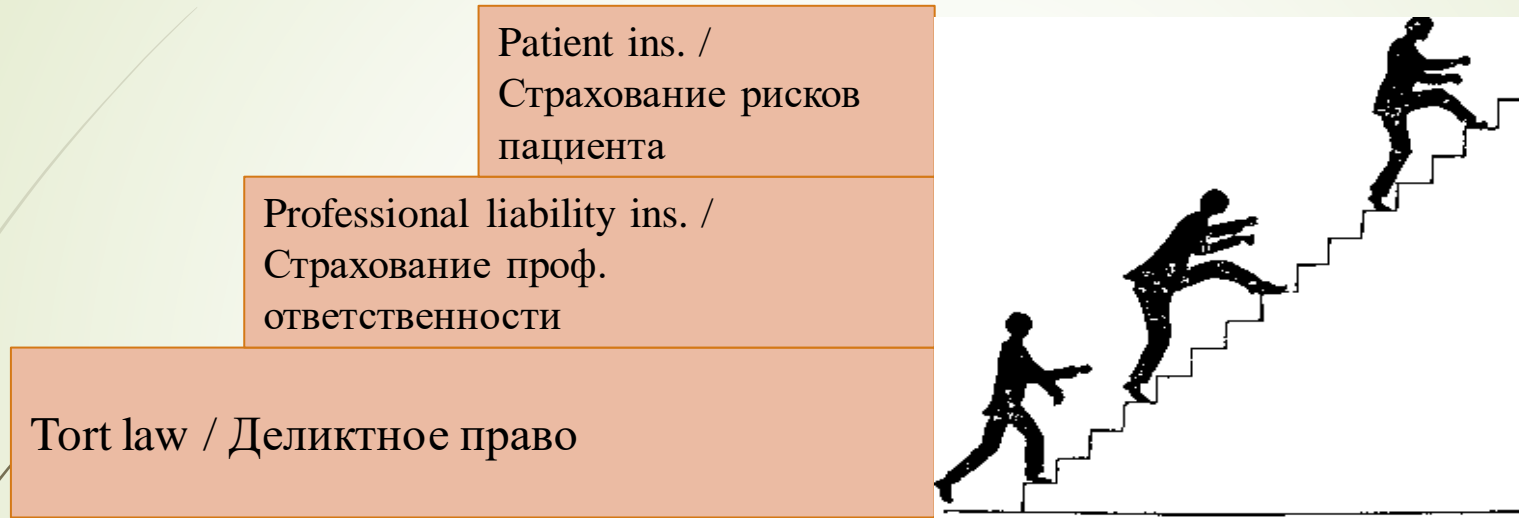 Patient ins. /
Страхование рисков
пациента
Professional liability ins. /
Страхование проф.
ответственности
Tort law / Деликтное право